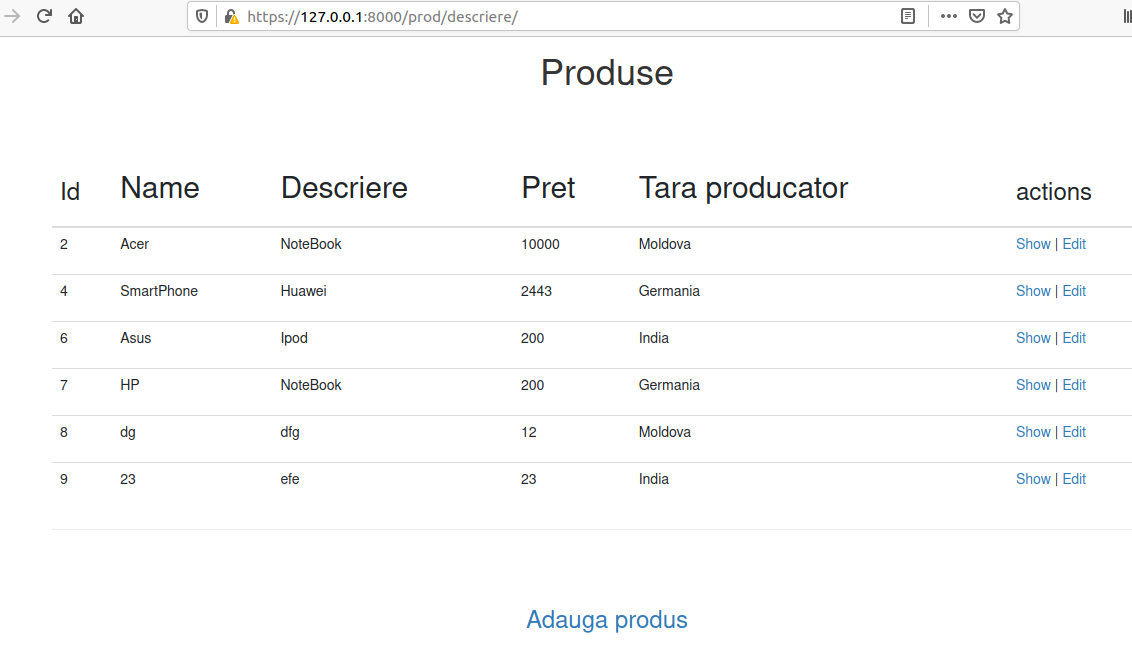 https://127.0.0.1:8000/prod/descriere/
Produse
Id Name Descriere Pret Tara producator actions
2 Acer NoteBook 10000 Moldova Show | Edit
4 SmartPhone Huawei 2443 Germania Show | Edit
6 Asus Ipod 200 India Show | Edit
7 HP NoteBook 200 Germania Show | Edit
8 dg dfg 12 Moldova Show | Edit
9 23 efe 23 India Show | Edit
Adauga produs